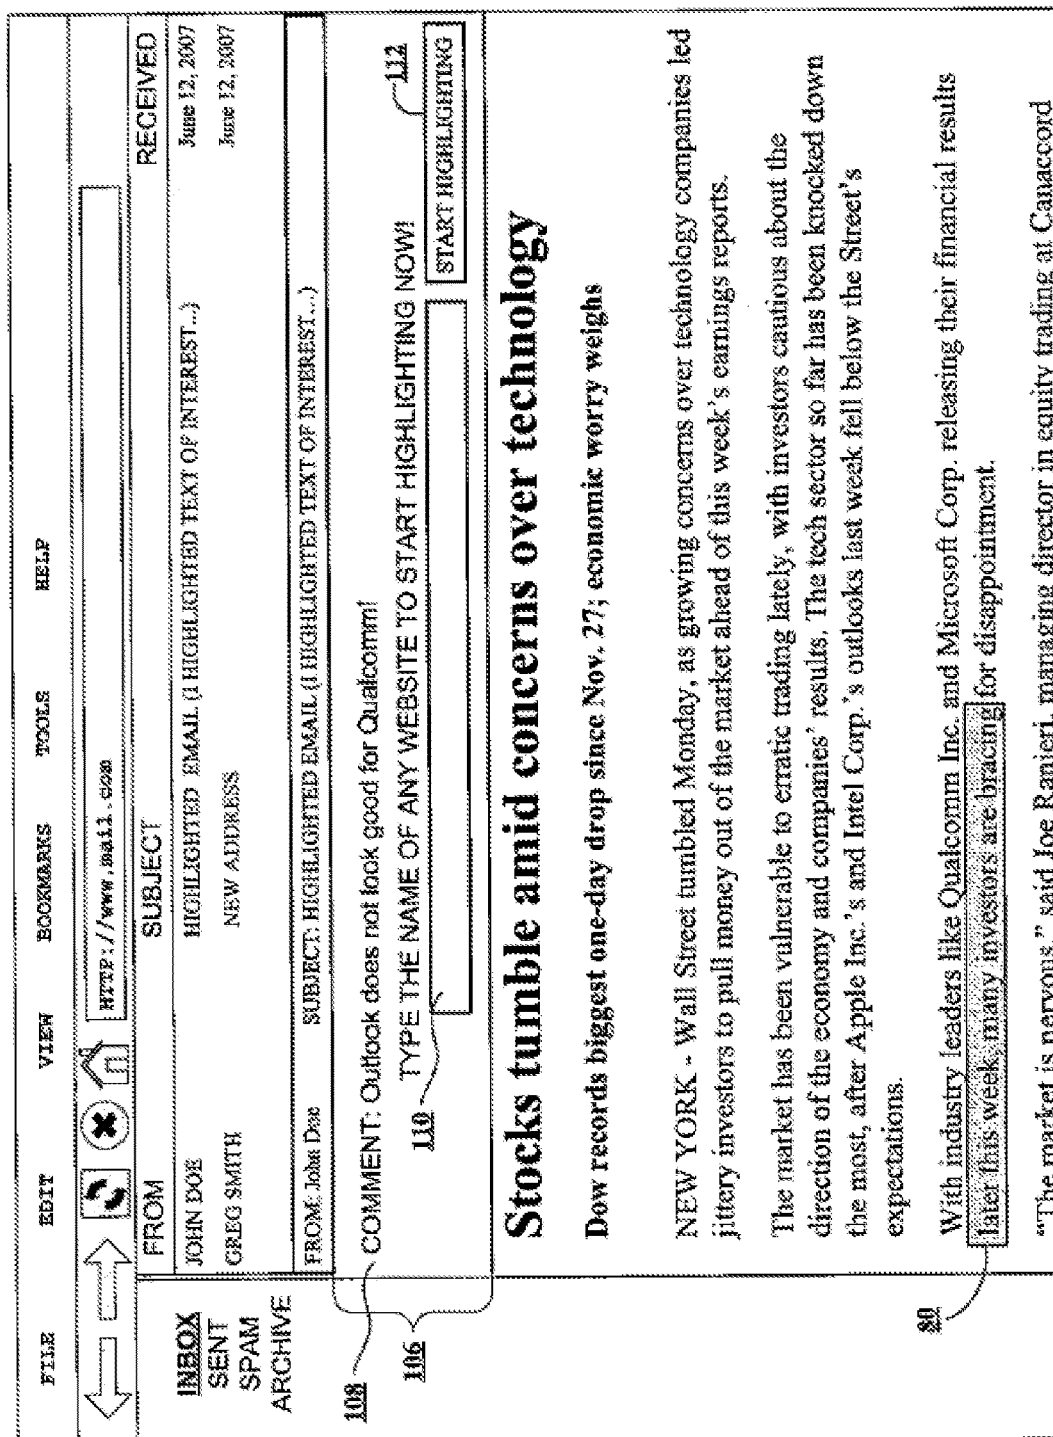 FILE EDIT VIEW BOOKMARKS TOOLS HELP
HTTP://www.mail.com
FROM SUBJECT RECEIVED
INBOX
SENT
SPAM
ARCHIVE
JOHN DOE HIGHLIGHTED EMAIL (I HIGHLIGHTED TEXT OF INTEREST...) June 12, 2007
GREG SMITH NEW ADDRESS June 12, 2007
FROM: John Doe SUBJECT: HIGHLIGHTED EMAIL (I HIGHLIGHTED TEXT OF INTEREST...)
108 COMMENT: Outlook does not look good for Qualcomm! 112
106
TYPE THE NAME OF ANY WEBSITE TO START HIGHLIGHTING NOW!
110 START HIGHLIGHTING
Stocks tumble amid concerns over technology
Dow records biggest one-day drop since Nov. 27; economic worry weighs
NEW YORK - Wall Street tumbled Monday, as growing concerns over technology companies led
jittery investors to pull money out of the market ahead of this week's earnings reports.
The market has been vulnerable to erratic trading lately, with investors cautious about the
direction of the economy and companies' results. The tech sector so far has been knocked down
the most, after Apple Inc.'s and Intel Corp.'s outlooks last week fell below the Street's
expectations.
With industry leaders like Qualcomm Inc. and Microsoft Corp. releasing their financial results
80 later this week, many investors are bracing for disappointment.
"The market is nervous," said Joe Ranieri, managing director in equity trading at Canaccord